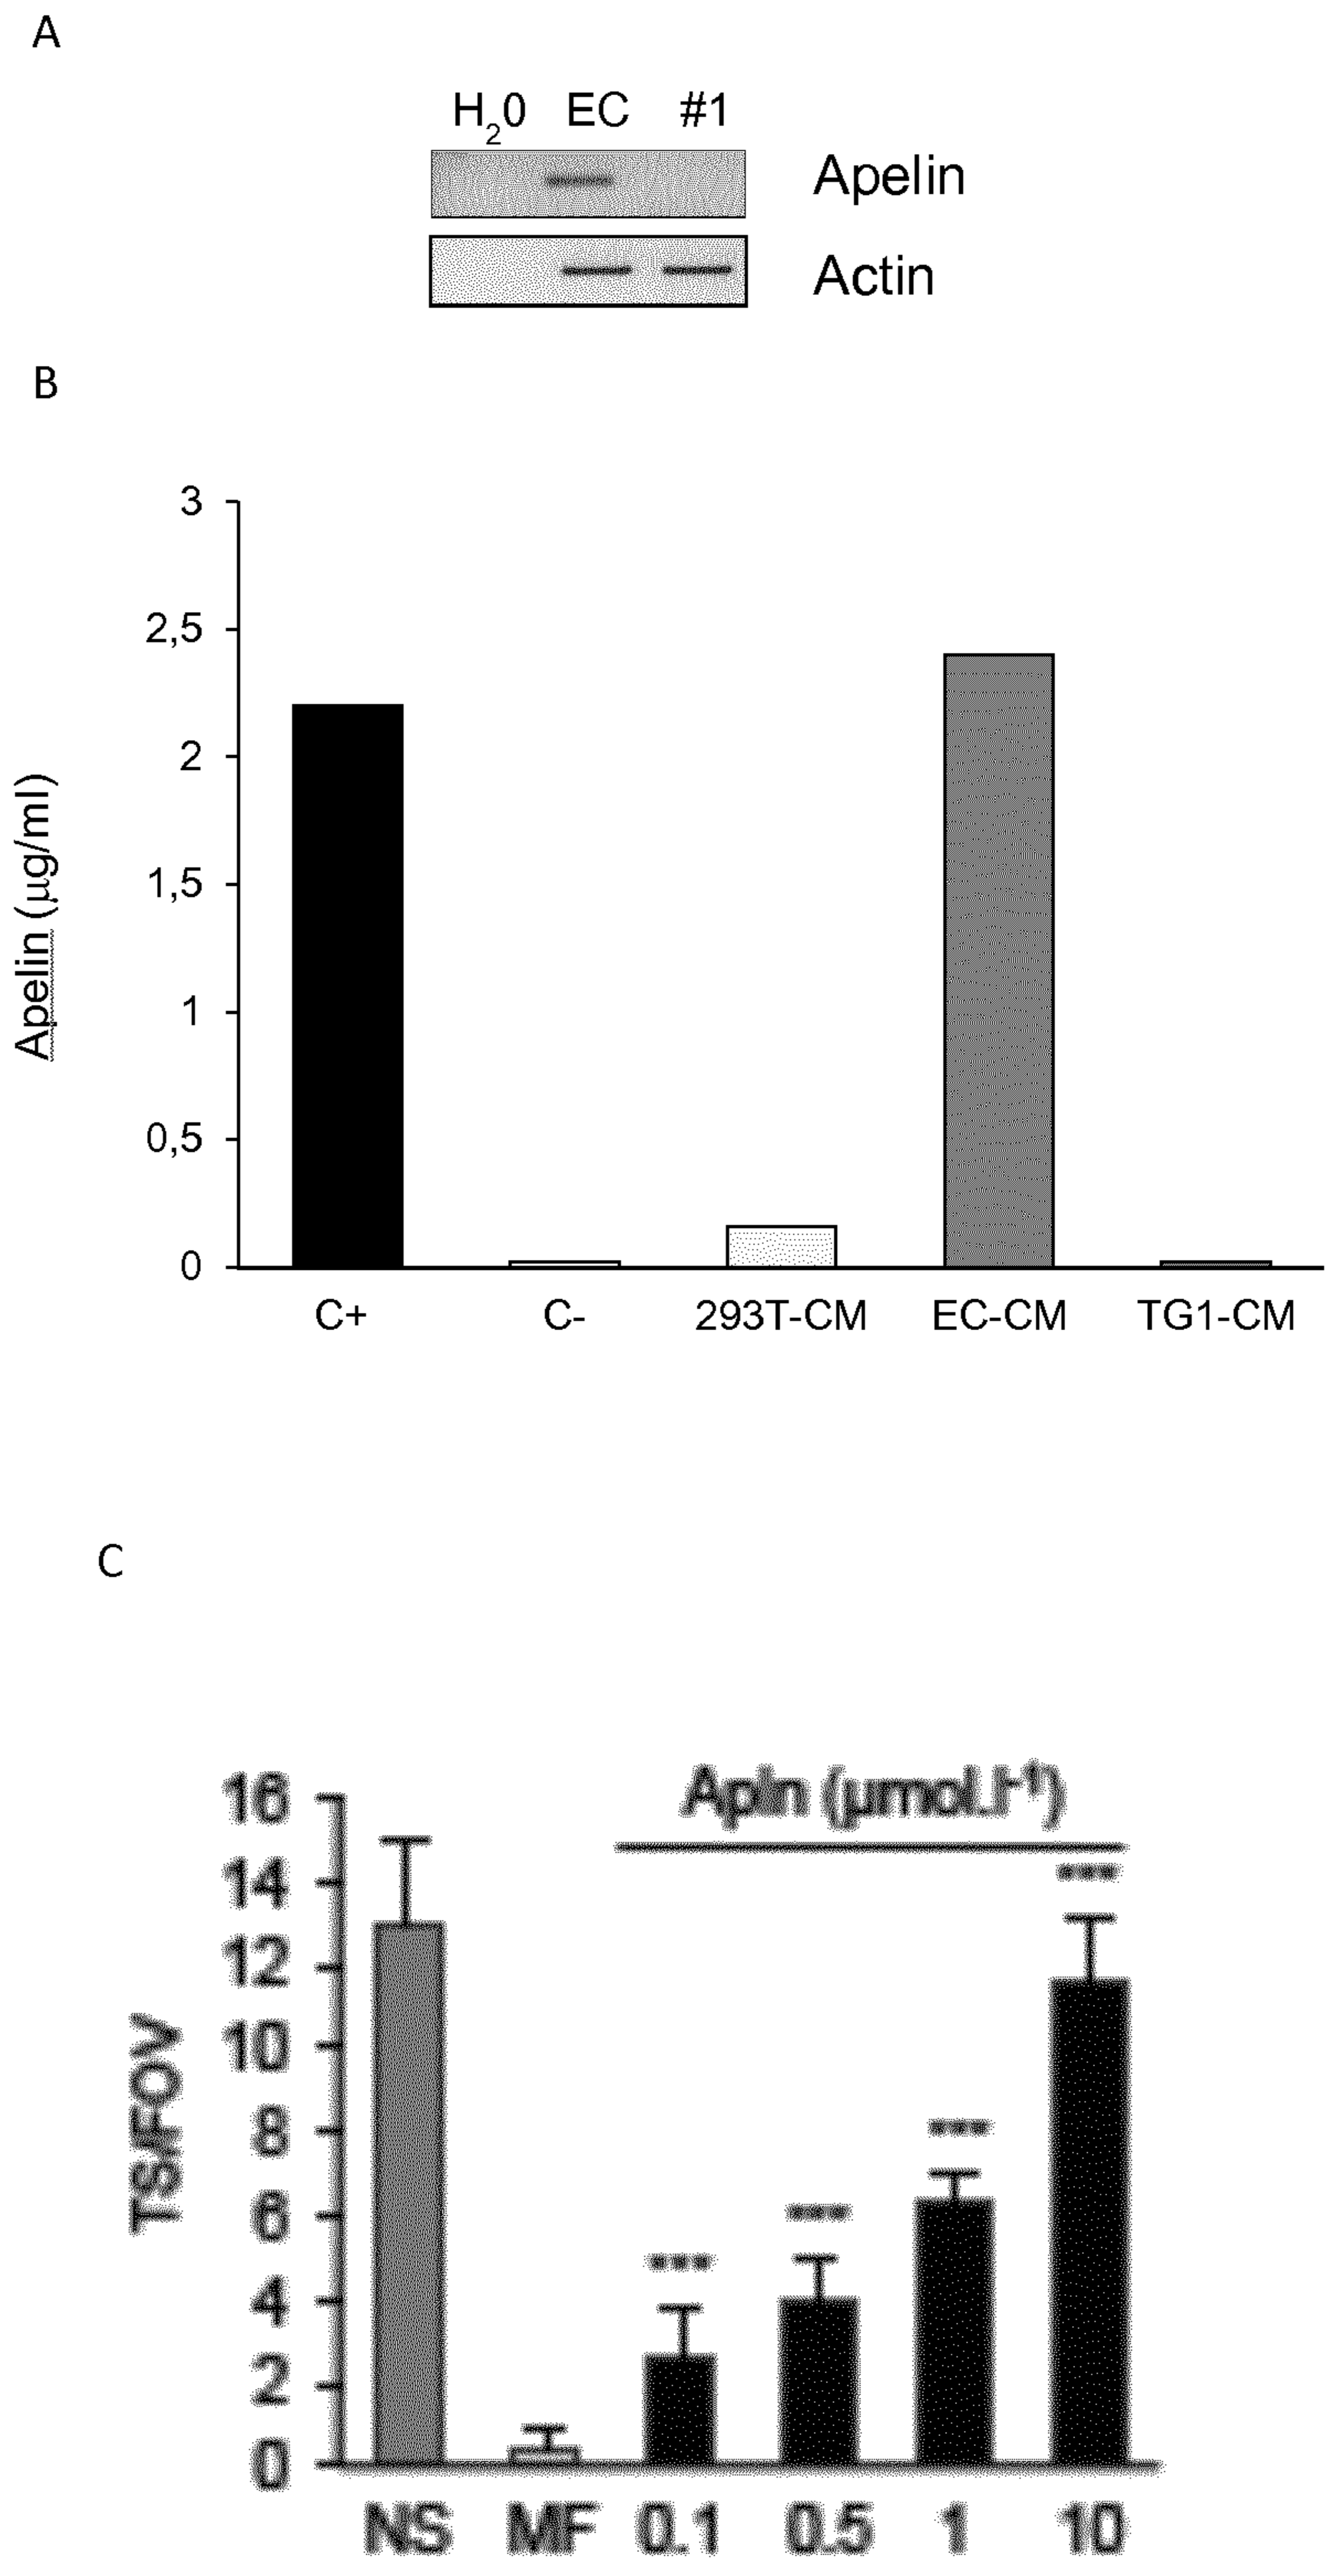 A
H20 EC #1
Apelin
Actin
B
3
2,5
2
1,5
1
0,5
0
Apelin (μg/ml)
C+ C- 293T-CM EC-CM TG1-CM
C
Apln (μmol.l-1)
16
14
12
10
8
6
4
2
0
TS/FOV
***
***
***
***
NS MF 0.1 0.5 1 10